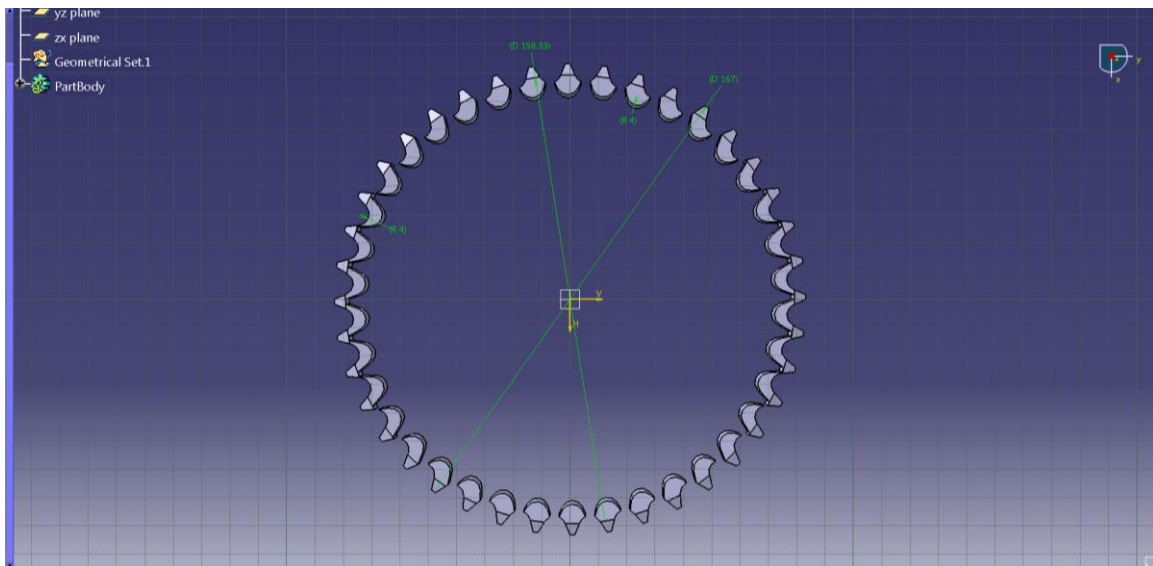 yz plane
zx plane
Geometrical Set.1
PartBody
(D 158.33)
(D 167)
(R 4)
(R 4)
V
H
z
y
x